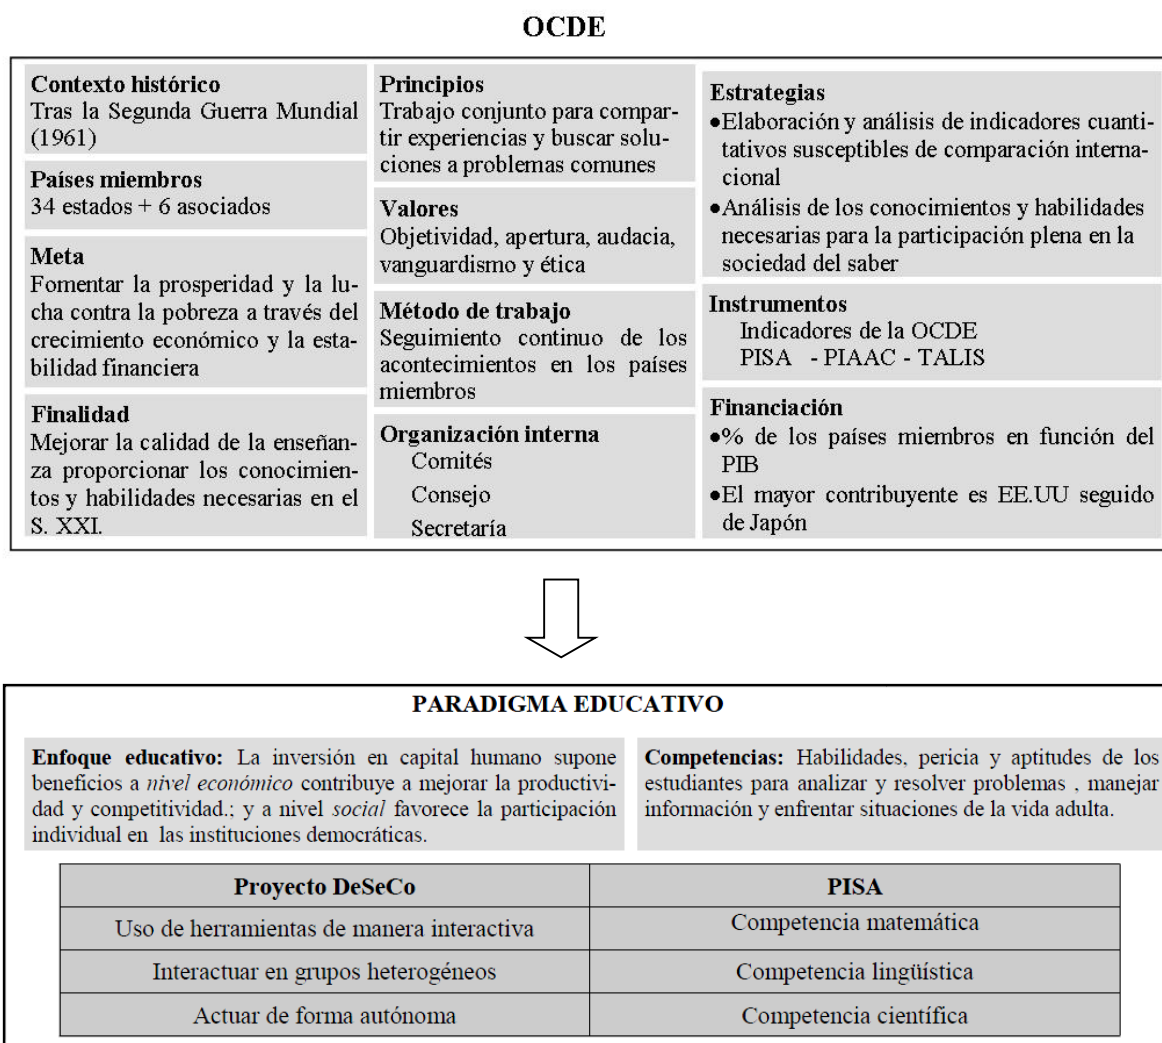 OCDE
Contexto histórico
Tras la Segunda Guerra Mundial
(1961)
Países miembros
34 estados + 6 asociados
Meta
Fomentar la prosperidad y la lu-
cha contra la pobreza a través del
crecimiento económico y la esta-
bilidad financiera
Finalidad
Mejorar la calidad de la enseñan-
za proporcionar los conocimien-
tos y habilidades necesarias en el
S. XXI.
Principios
Trabajo conjunto para compar-
tir experiencias y buscar solu-
ciones a problemas comunes
Valores
Objetividad, apertura, audacia,
vanguardismo y ética
Método de trabajo
Seguimiento continuo de los
acontecimientos en los países
miembros
Organización interna
Comités
Consejo
Secretaría
Estrategias
•Elaboración y análisis de indicadores cuanti-
tativos susceptibles de comparación interna-
cional
•Análisis de los conocimientos y habilidades
necesarias para la participación plena en la
sociedad del saber
Instrumentos
Indicadores de la OCDE
PISA - PIAAC - TALIS
Financiación
•% de los países miembros en función del
PIB
•El mayor contribuyente es EE.UU seguido
de Japón
PARADIGMA EDUCATIVO
Enfoque educativo: La inversión en capital humano supone
beneficios a nivel económico contribuye a mejorar la productivi-
dad y competitividad.; y a nivel social favorece la participación
individual en las instituciones democráticas.
Competencias: Habilidades, pericia y aptitudes de los
estudiantes para analizar y resolver problemas , manejar
información y enfrentar situaciones de la vida adulta.
Proyecto DeSeCo
PISA
Uso de herramientas de manera interactiva
Competencia matemática
Interactuar en grupos heterogéneos
Competencia lingüística
Actuar de forma autónoma
Competencia científica